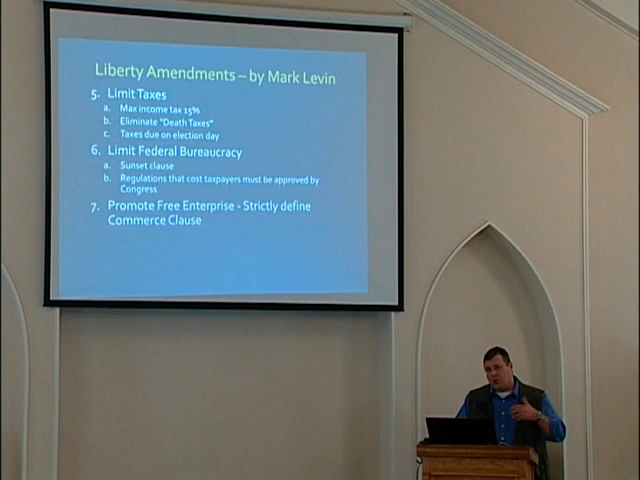 Liberty Amendments – by Mark Levin
5. Limit Taxes
a. Max income tax 15%
b. Eliminate "Death Taxes"
c. Taxes due on election day
6. Limit Federal Bureaucracy
a. Sunset clause
b. Regulations that cost taxpayers must be approved by
Congress
7. Promote Free Enterprise - Strictly define
Commerce Clause